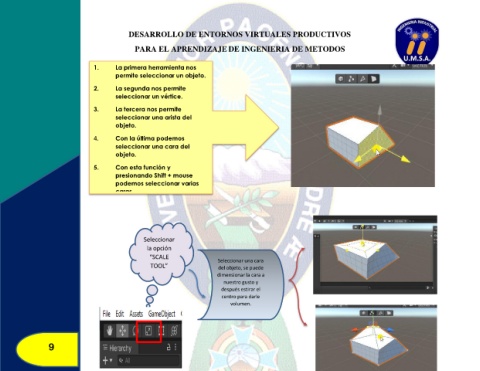 DESARROLLO DE ENTORNOS VIRTUALES PRODUCTIVOS
PARA EL APRENDIZAJE DE INGENIERIA DE METODOS
INGENIERIA INDUSTRIAL
U.M.S.A.
1. La primera herramienta nos
permite seleccionar un objeto.
2. La segunda nos permite
seleccionar un vértice.
3. La tercera nos permite
seleccionar una arista del
objeto.
4. Con la última podemos
seleccionar una cara del
objeto.
5. Con esta función y
presionando Shift + mouse
podemos seleccionar varias
caras
Seleccionar
la opción
"SCALE
TOOL"
Seleccionar una cara
del objeto, se puede
dimensionar la cara a
nuestro gusto y
después estirar el
centro para darle
volumen.
File Edit Assets GameObject
Hierarchy
All
9